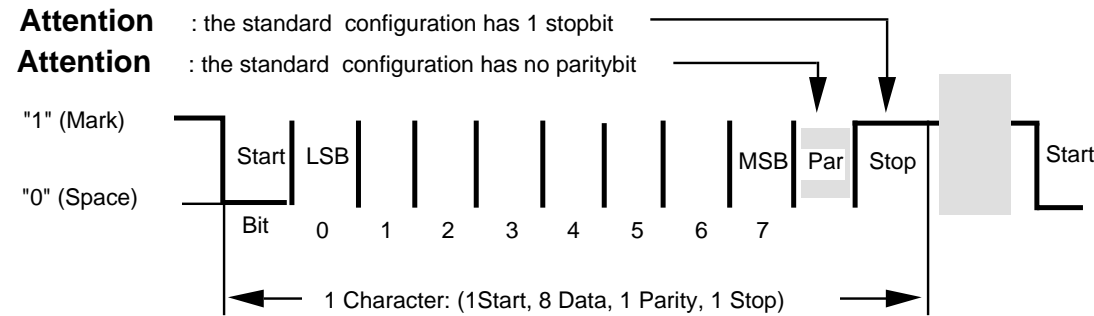 Attention : the standard configuration has 1 stopbit
Attention : the standard configuration has no paritybit
"1" (Mark)
Start LSB MSB Par Stop Start
"0" (Space)
Bit 0 1 2 3 4 5 6 7
1 Character: (1Start, 8 Data, 1 Parity, 1 Stop)